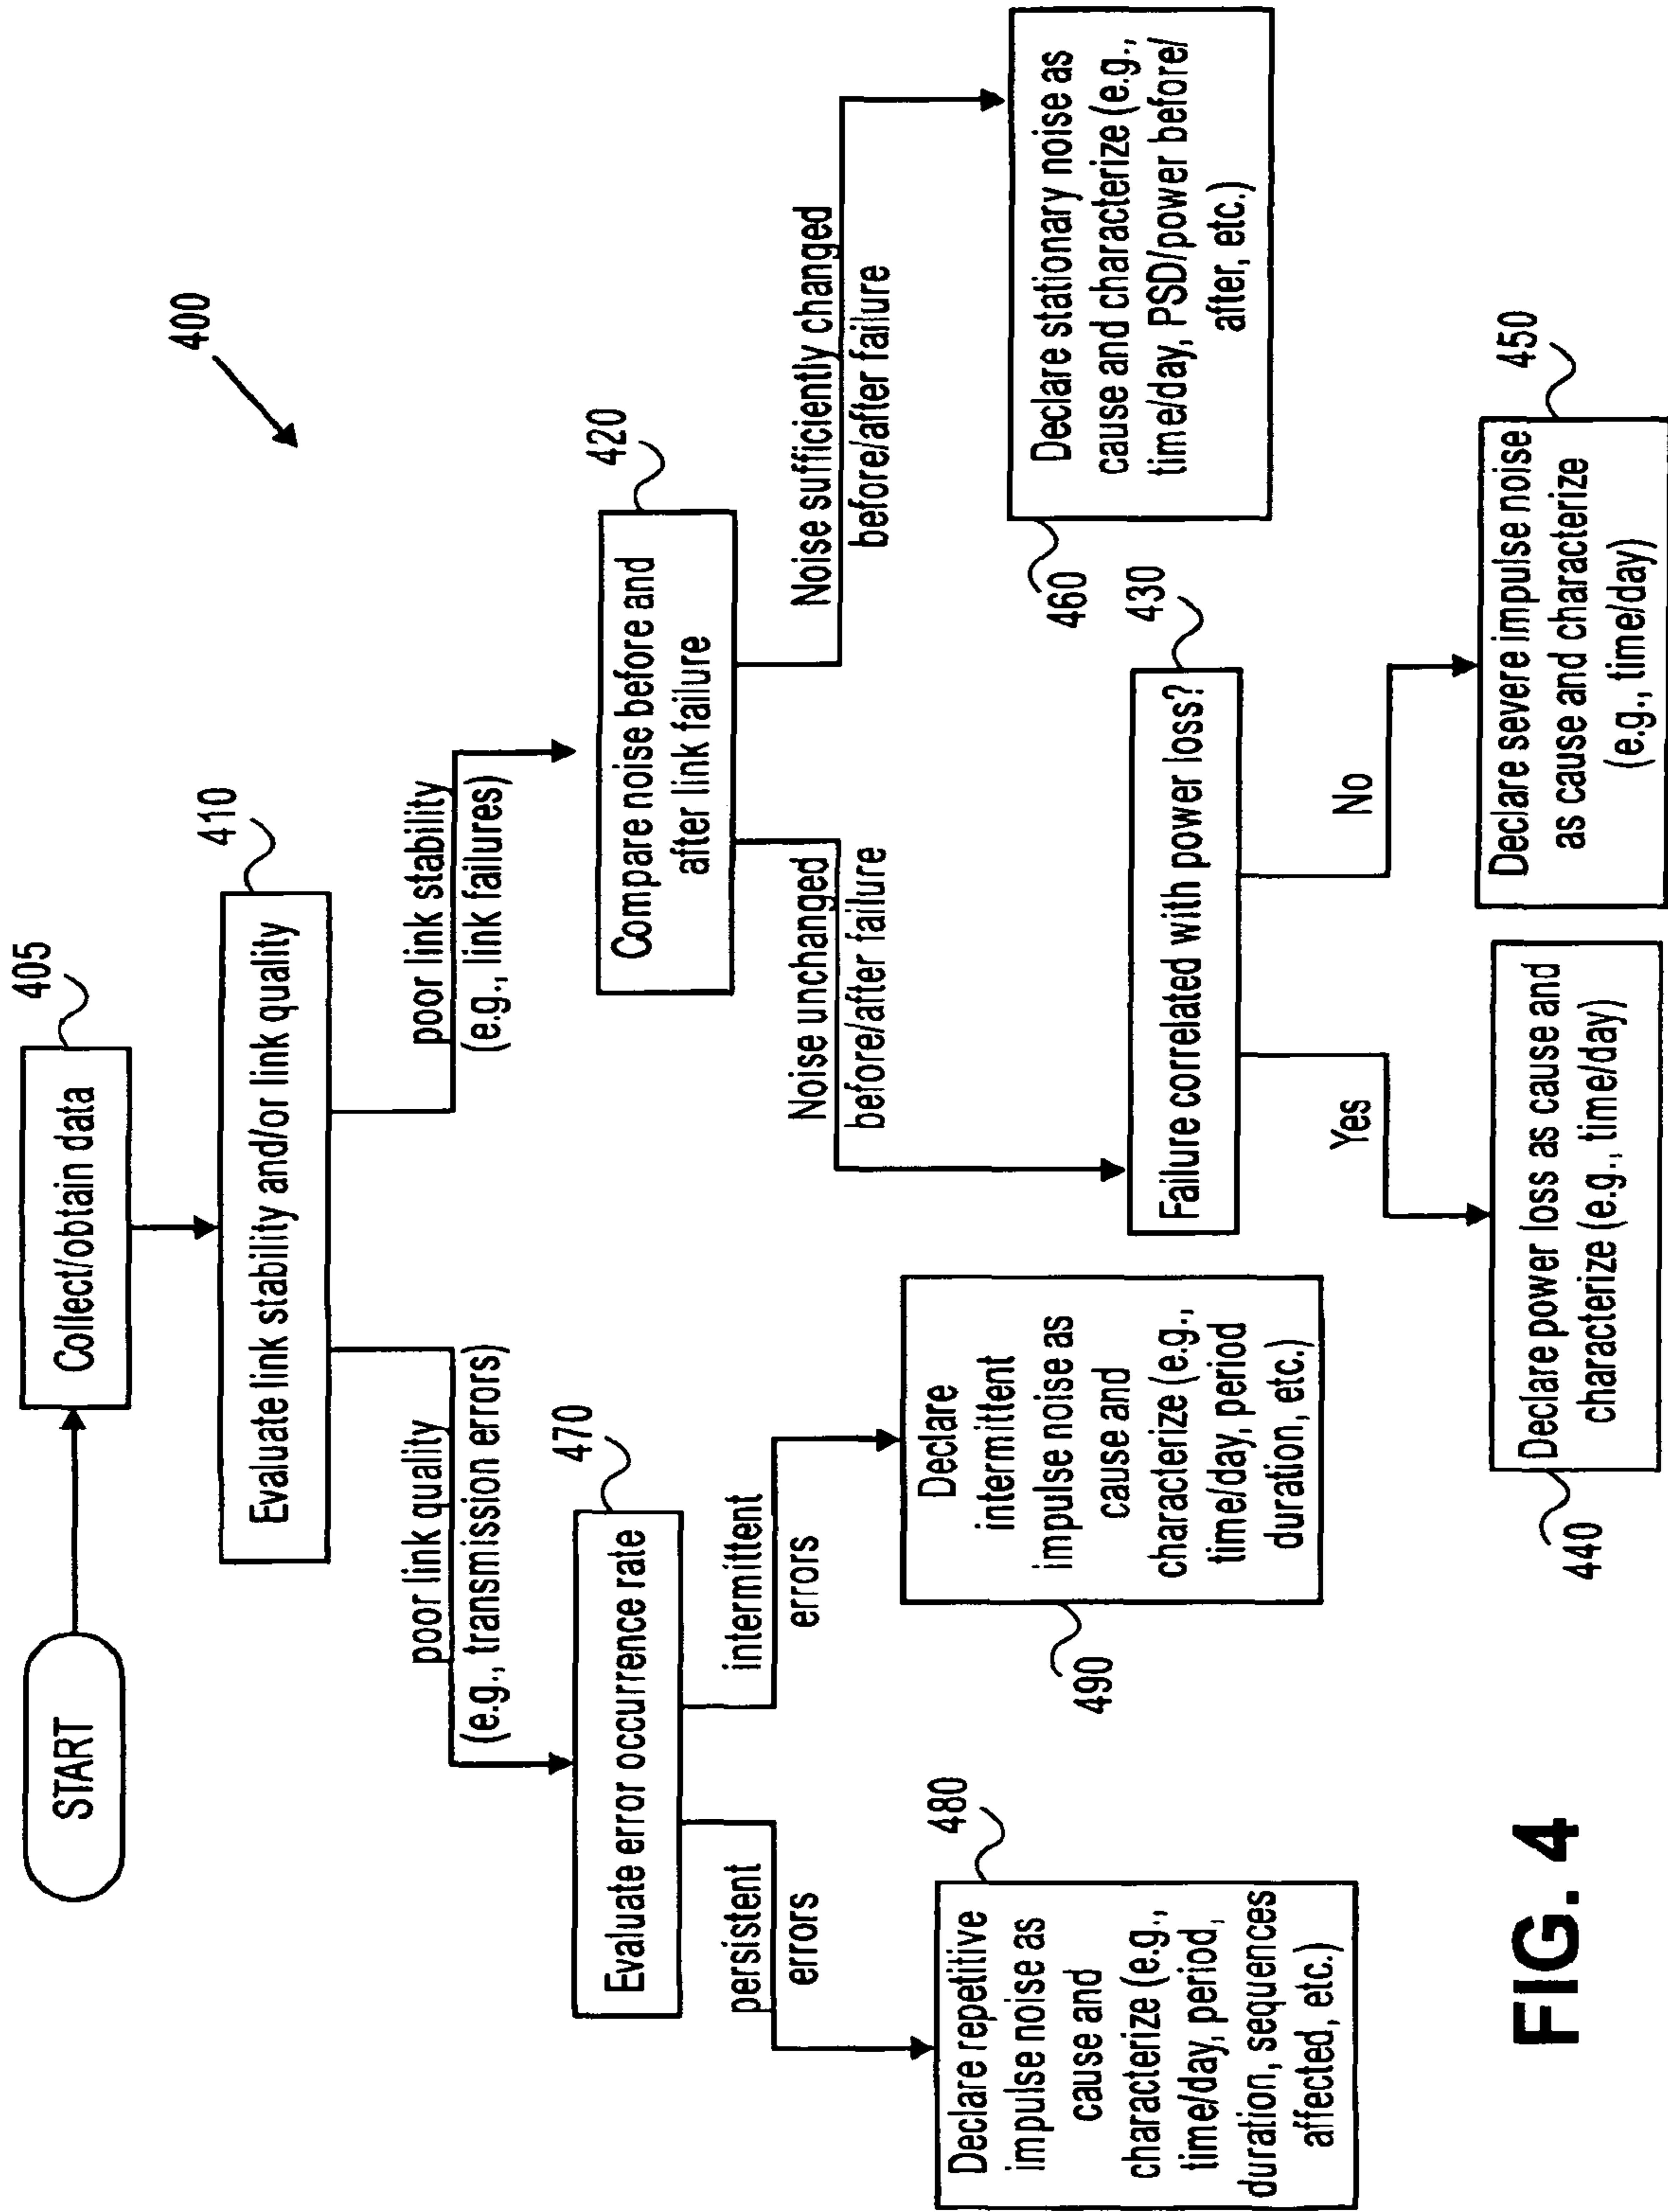 400
START
Collect/obtain data
405
Evaluate link stability and/or link quality
410
poor link quality
(e.g., transmission errors)
poor link stability
(e.g., link failures)
Evaluate error occurrence rate
470
Compare noise before and
after link failure
420
persistent
errors
intermittent
errors
Noise unchanged
before/after failure
Noise sufficiently changed
before/after failure
Declare repetitive
impulse noise as
cause and
characterize (e.g.,
time/day, period,
duration, sequences
affected, etc.)
480
Declare
intermittent
impulse noise as
cause and
characterize (e.g.,
time/day, period
duration, etc.)
490
Declare stationary noise as
cause and characterize (e.g.,
time/day, PSD/power before/
after, etc.)
460
Failure correlated with power loss?
430
Yes
No
Declare power loss as cause and
characterize (e.g., time/day)
440
Declare severe impulse noise
as cause and characterize
(e.g., time/day)
450
FIG. 4